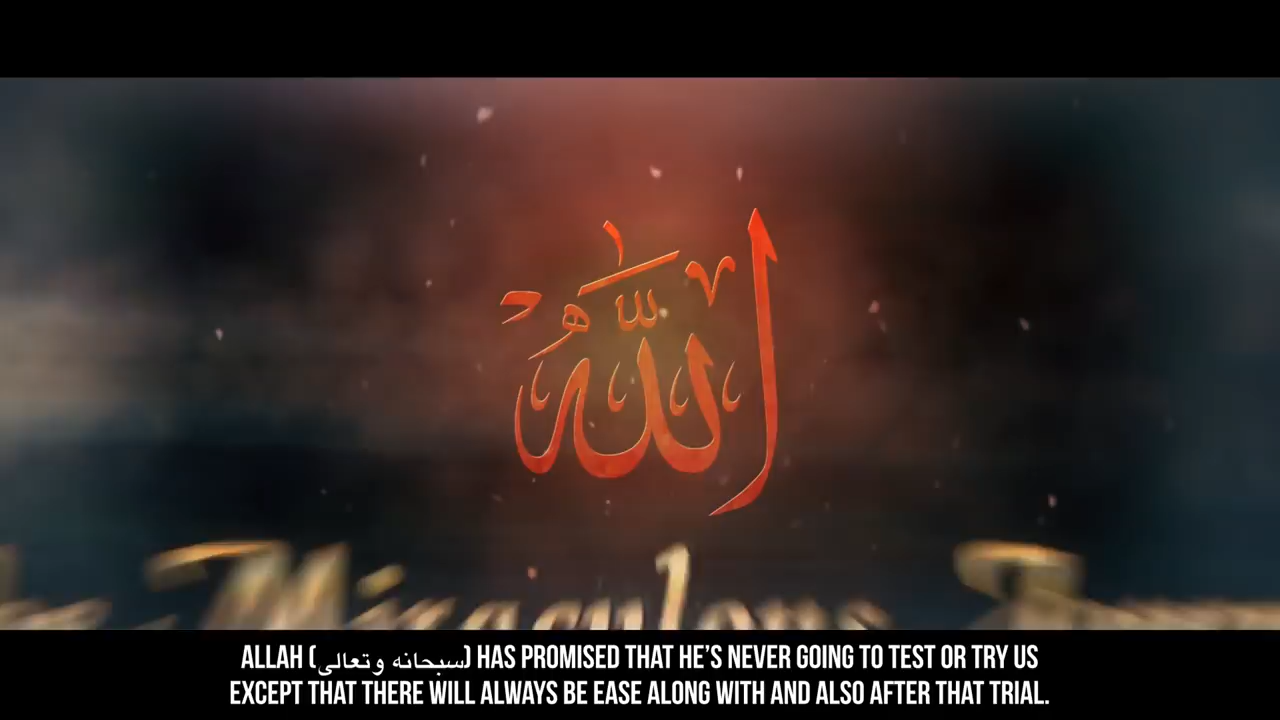 الله
Miraculous
ALLAH (سبحانه وتعالى) HAS PROMISED THAT HE'S NEVER GOING TO TEST OR TRY US
EXCEPT THAT THERE WILL ALWAYS BE EASE ALONG WITH AND ALSO AFTER THAT TRIAL.